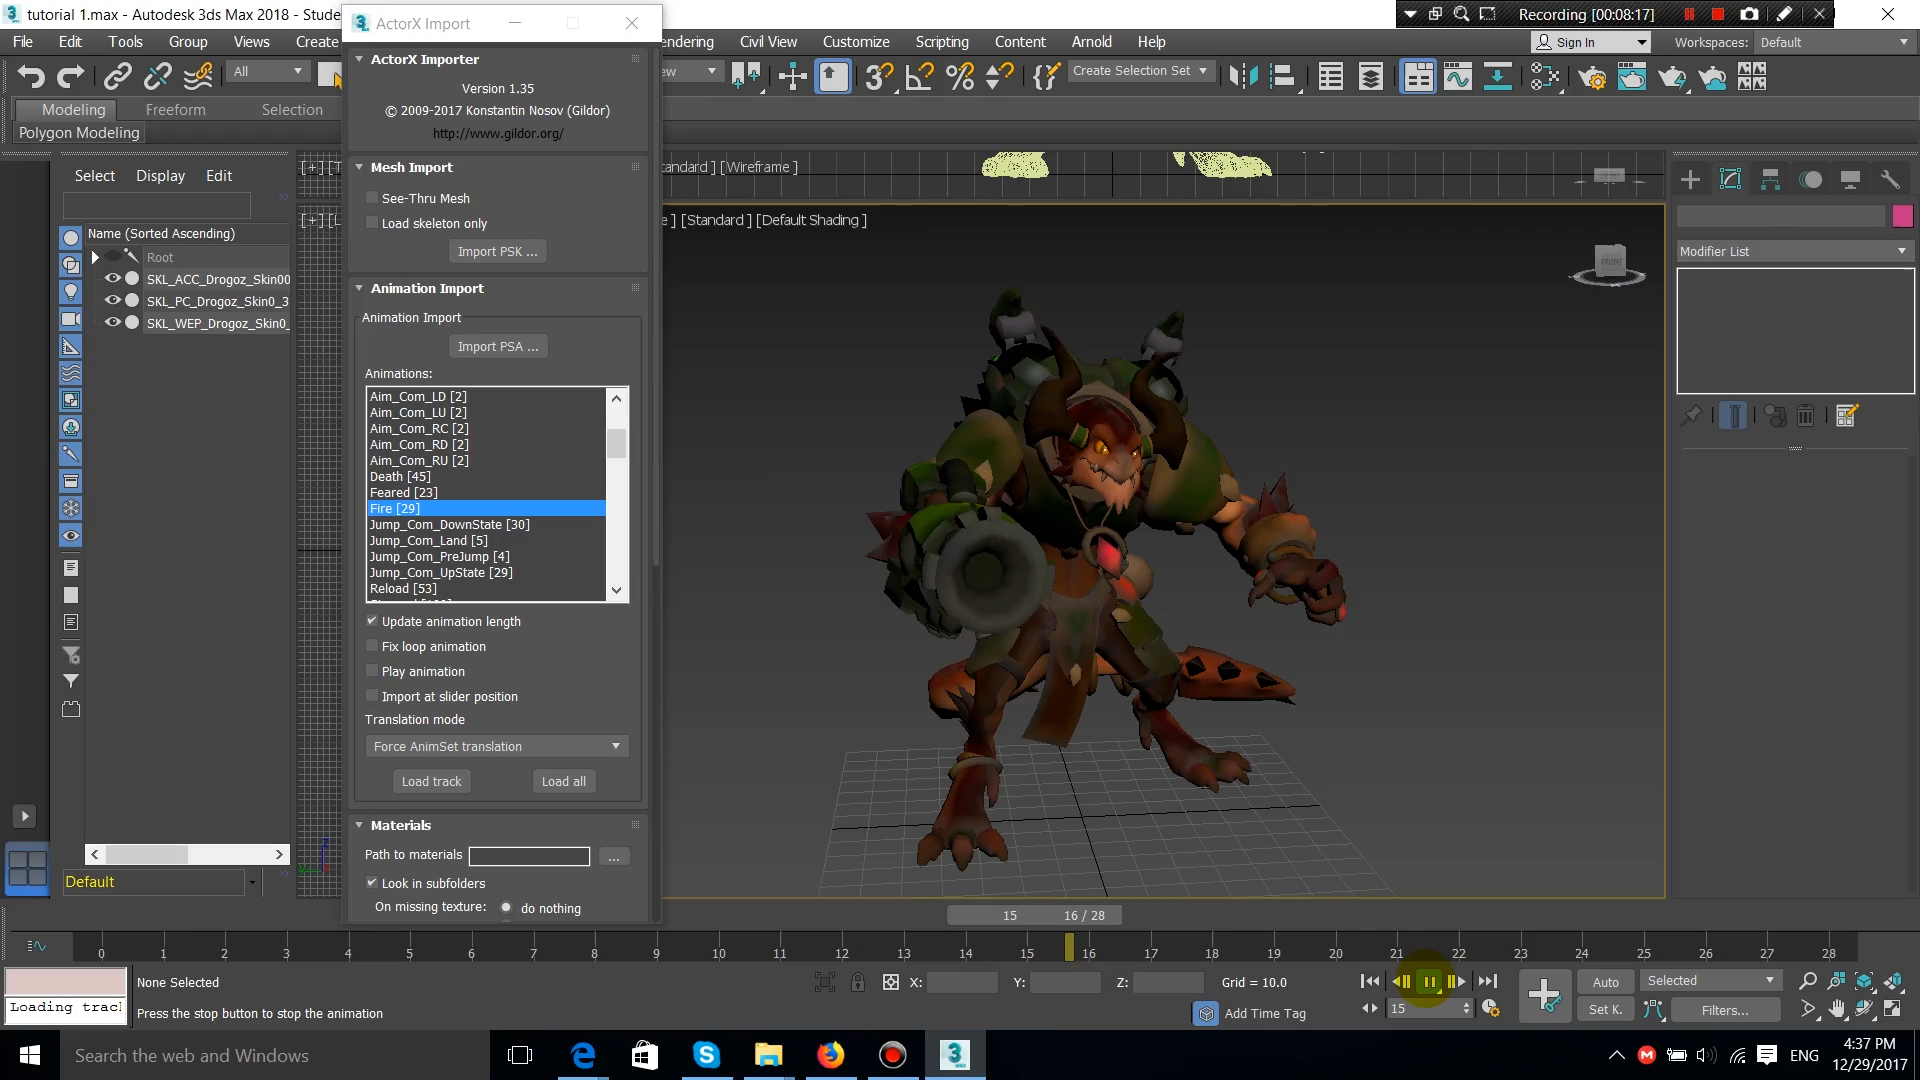 tutorial 1.max - Autodesk 3ds Max 2018 - Stude
ActorX Import
Recording [00:08:17]
File Edit Tools Group Views Create
ndering Civil View Customize Scripting Content Arnold Help
Sign In
Workspaces: Default
All
Create Selection Set
Modeling Freeform Selection
Polygon Modeling
ActorX Importer
Version 1.35
© 2009-2017 Konstantin Nosov (Gildor)
http://www.gildor.org/
Mesh Import
See-Thru Mesh
Load skeleton only
Import PSK ...
Animation Import
Animation Import
Import PSA ...
Animations:
Aim_Com_LD [2]
Aim_Com_LU [2]
Aim_Com_RC [2]
Aim_Com_RD [2]
Aim_Com_RU [2]
Death [45]
Feared [23]
Fire [29]
Jump_Com_DownState [30]
Jump_Com_Land [5]
Jump_Com_PreJump [4]
Jump_Com_UpState [29]
Reload [53]
Update animation length
Fix loop animation
Play animation
Import at slider position
Translation mode
Force AnimSet translation
Load track Load all
Materials
Path to materials ...
Look in subfolders
On missing texture: do nothing
Select Display Edit
Name (Sorted Ascending)
Root
SKL_ACC_Drogoz_Skin00
SKL_PC_Drogoz_Skin0_3
SKL_WEP_Drogoz_Skin0_
Default
[+] [T
tandard ] [Wireframe ]
[+] [
e ] [Standard ] [Default Shading ]
FRONT
Modifier List
15 16 / 28
0 1 2 3 4 5 6 7 8 9 10 11 12 13 14 15 16 17 18 19 20 21 22 23 24 25 26 27 28
None Selected
X: Y: Z: Grid = 10.0
Auto Selected
Loading trac
Press the stop button to stop the animation
Add Time Tag
15
Set K. Filters...
Search the web and Windows
ENG
4:37 PM
12/29/2017